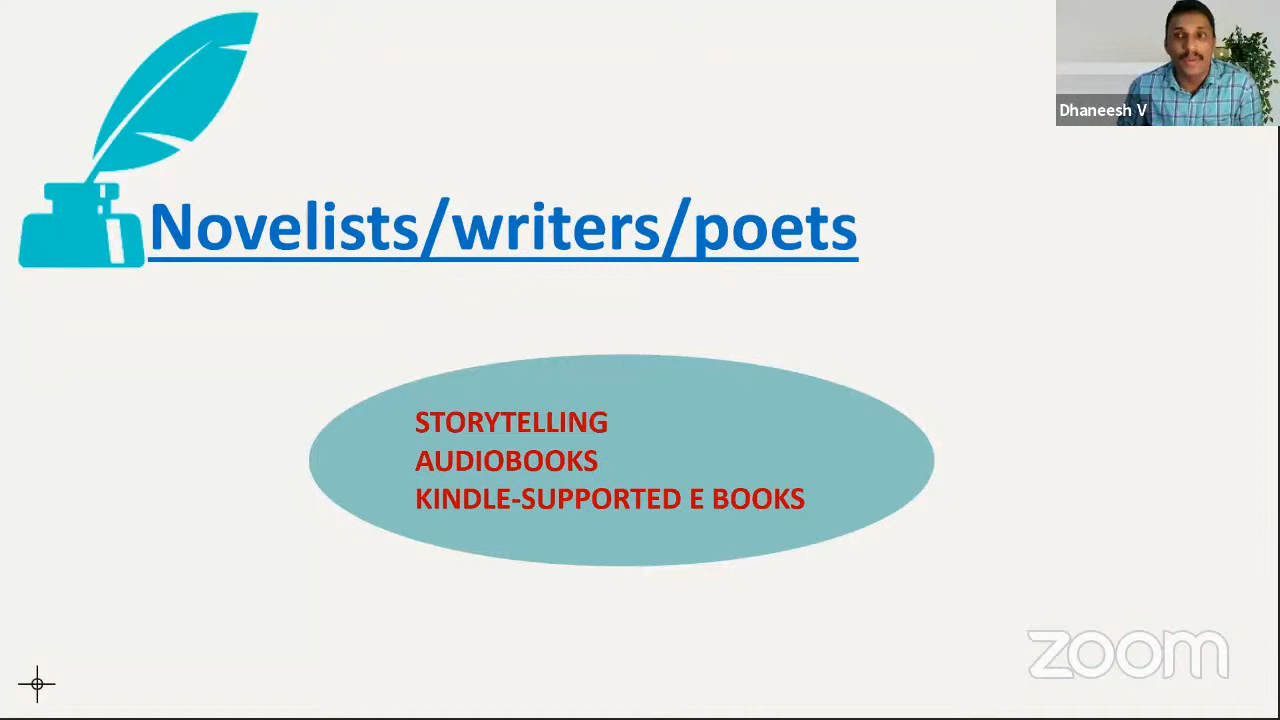 Dhaneesh V
Novelists/writers/poets
STORYTELLING
AUDIOBOOKS
KINDLE-SUPPORTED E BOOKS
zoom